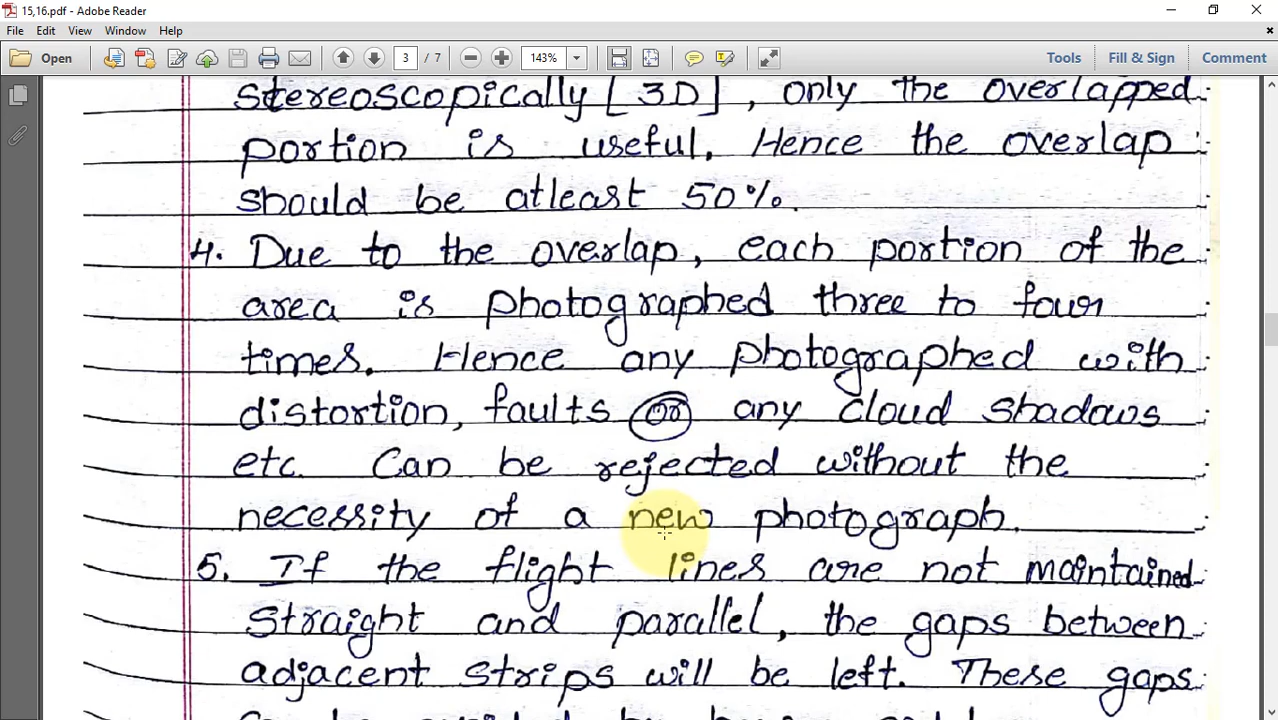 15,16.pdf - Adobe Reader
File Edit View Window Help
Open 3 / 7 143% Tools Fill & Sign Comment
stereoscopically [3D], only the overlapped
portion is useful. Hence the overlap
should be atleast 50%.
4. Due to the overlap, each portion of the
area is photographed three to four
times. Hence any photographed with
distortion, faults or any cloud shadows
etc. Can be rejected without the
necessity of a new photograph.
5. If the flight lines are not maintained
straight and parallel, the gaps between
adjacent strips will be left. These gaps